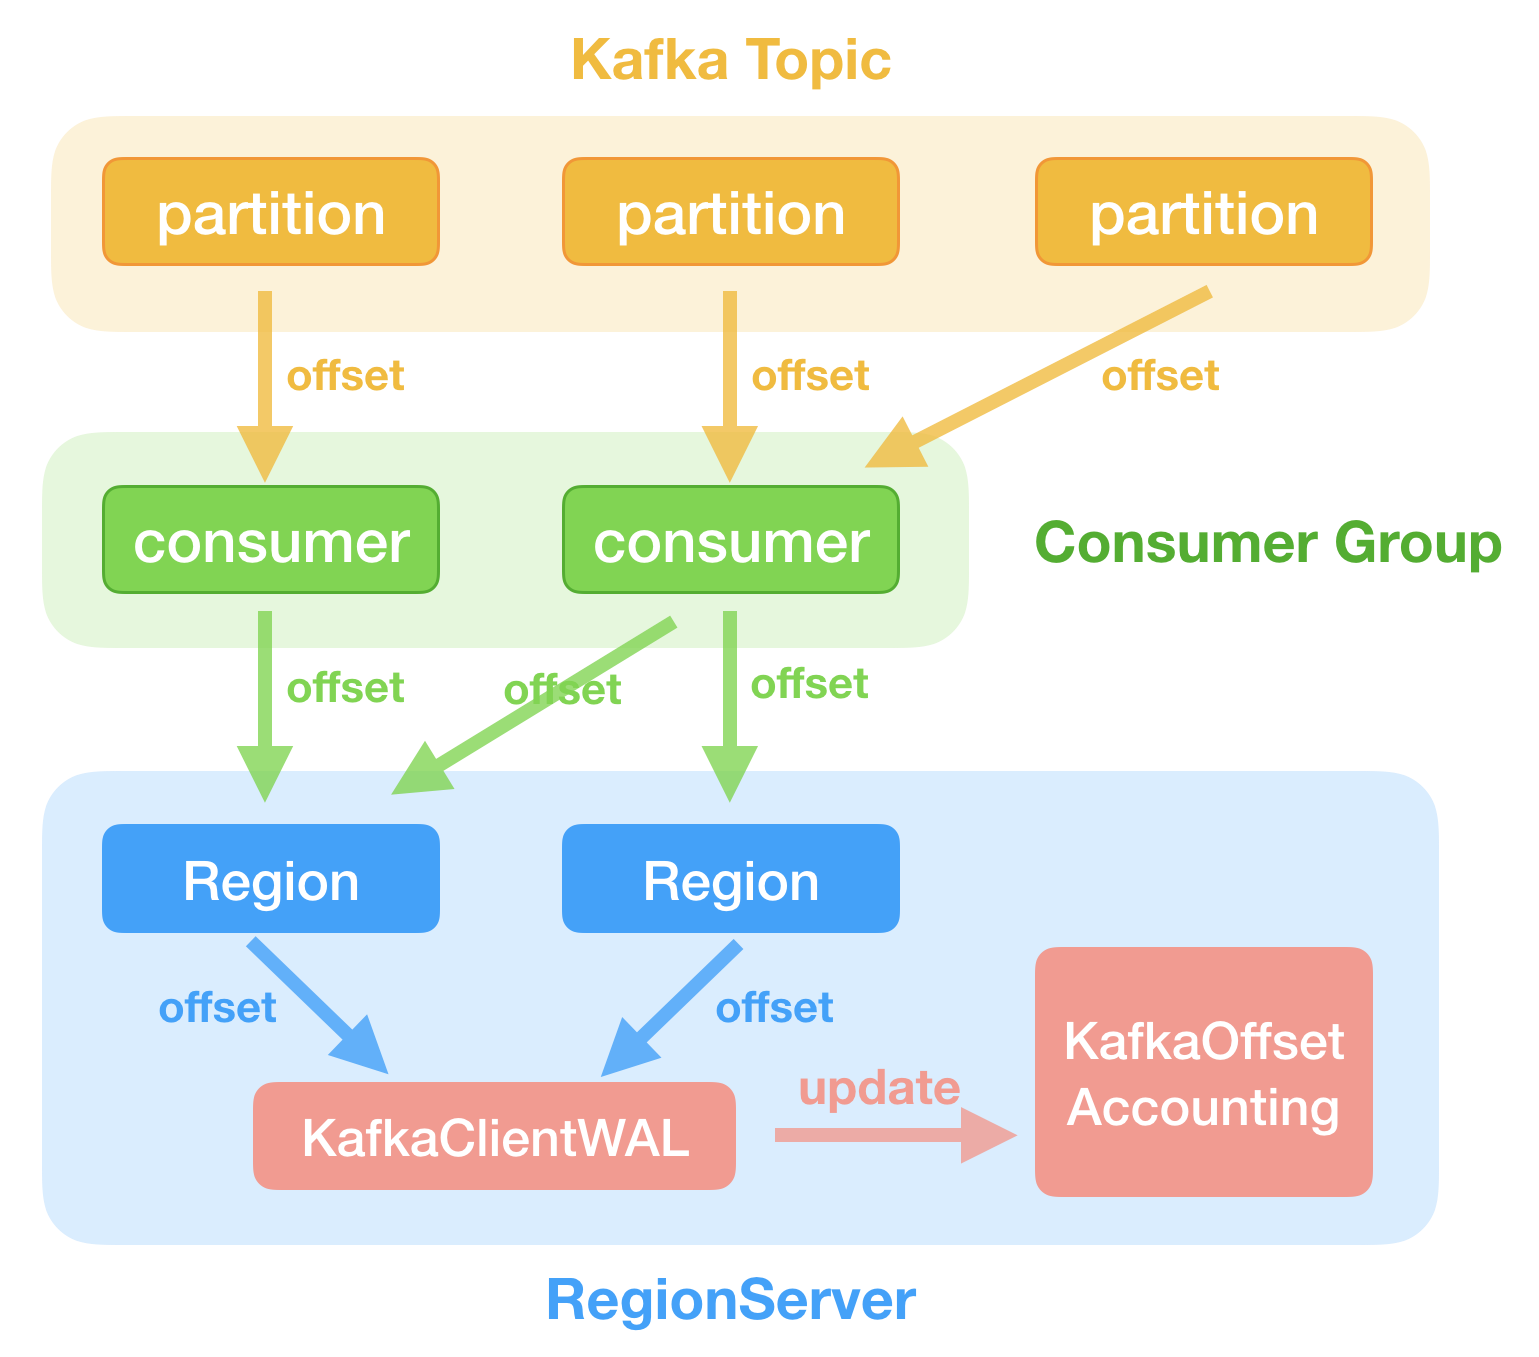 Kafka Topic
partition
partition
partition
offset
offset
offset
consumer
consumer
Consumer Group
offset
offset
offset
Region
Region
offset
offset
KafkaOffset
Accounting
update
KafkaClientWAL
RegionServer